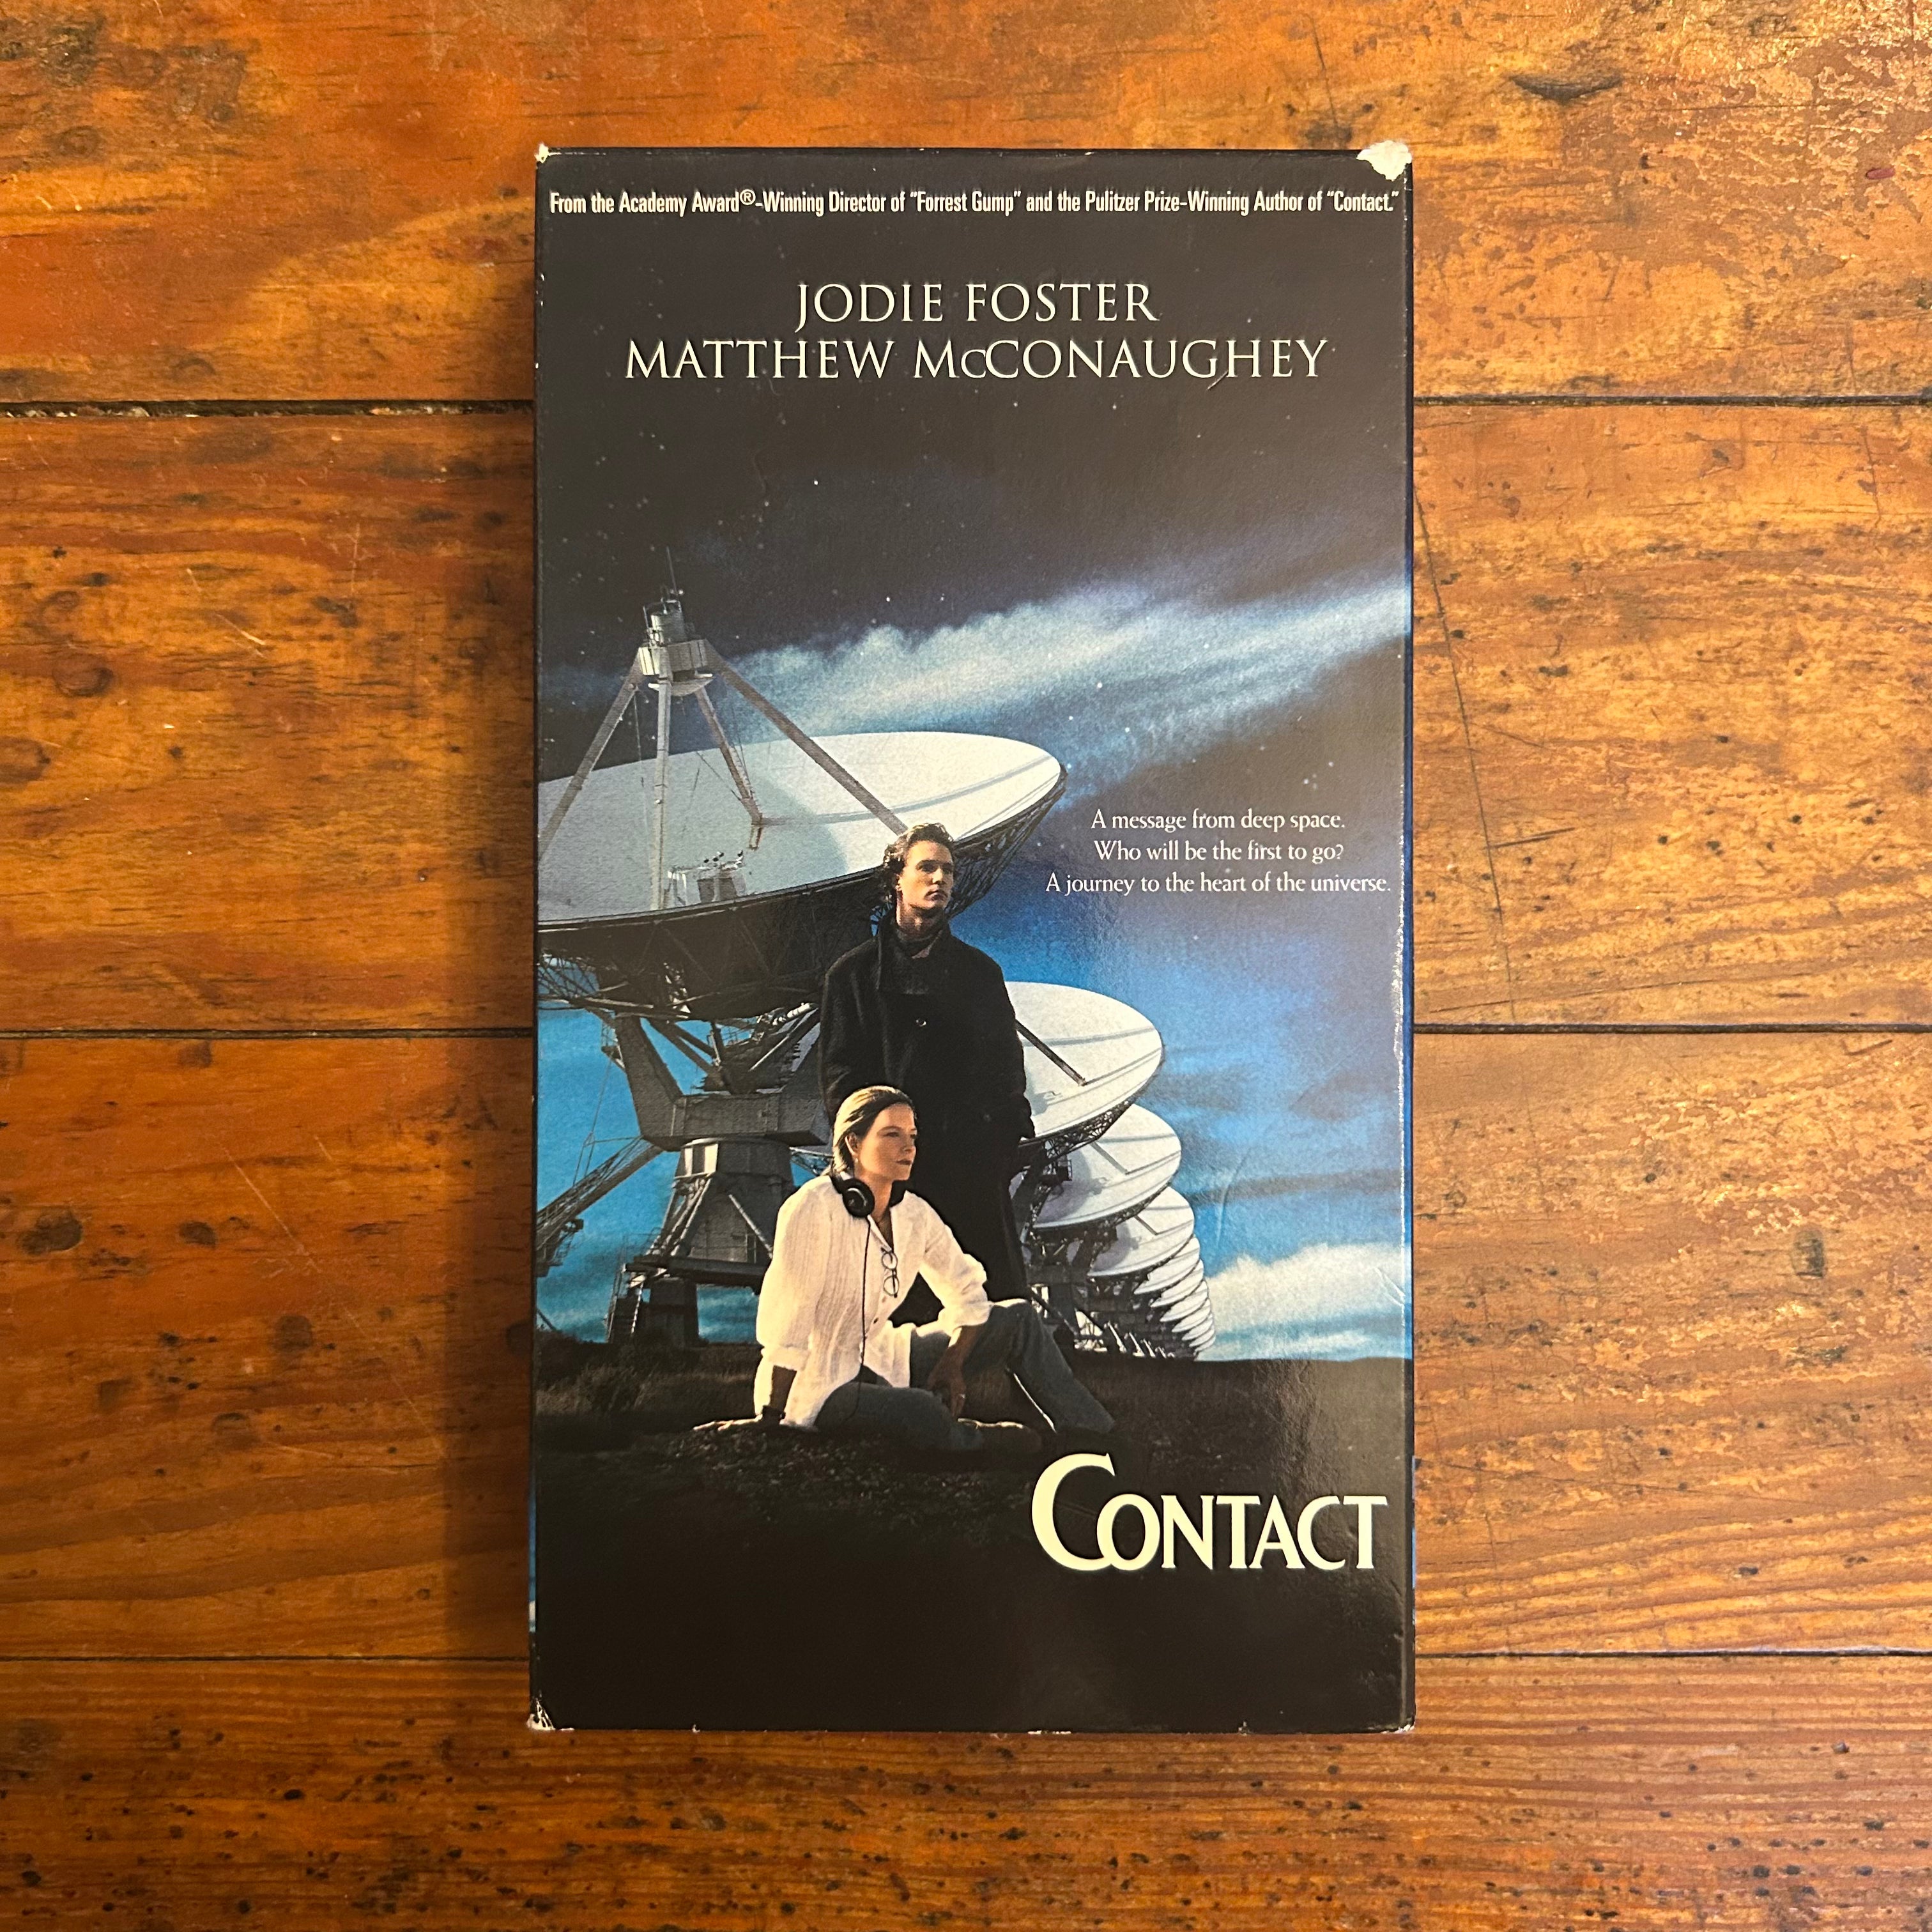 From the Academy Award®-Winning Director of “Forrest Gump” and the Pulitzer Prize-Winning Author of “Contact.”
JODIE FOSTER
MATTHEW McCONAUGHEY
A message from deep space.
Who will be the first to go?
A journey to the heart of the universe.
CONTACT